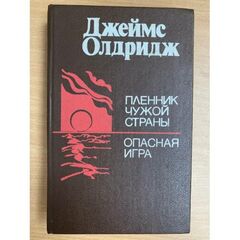 Джеймс
Олдридж
ПЛЕННИК
ЧУЖОЙ
СТРАНЫ
ОПАСНАЯ
ИГРА